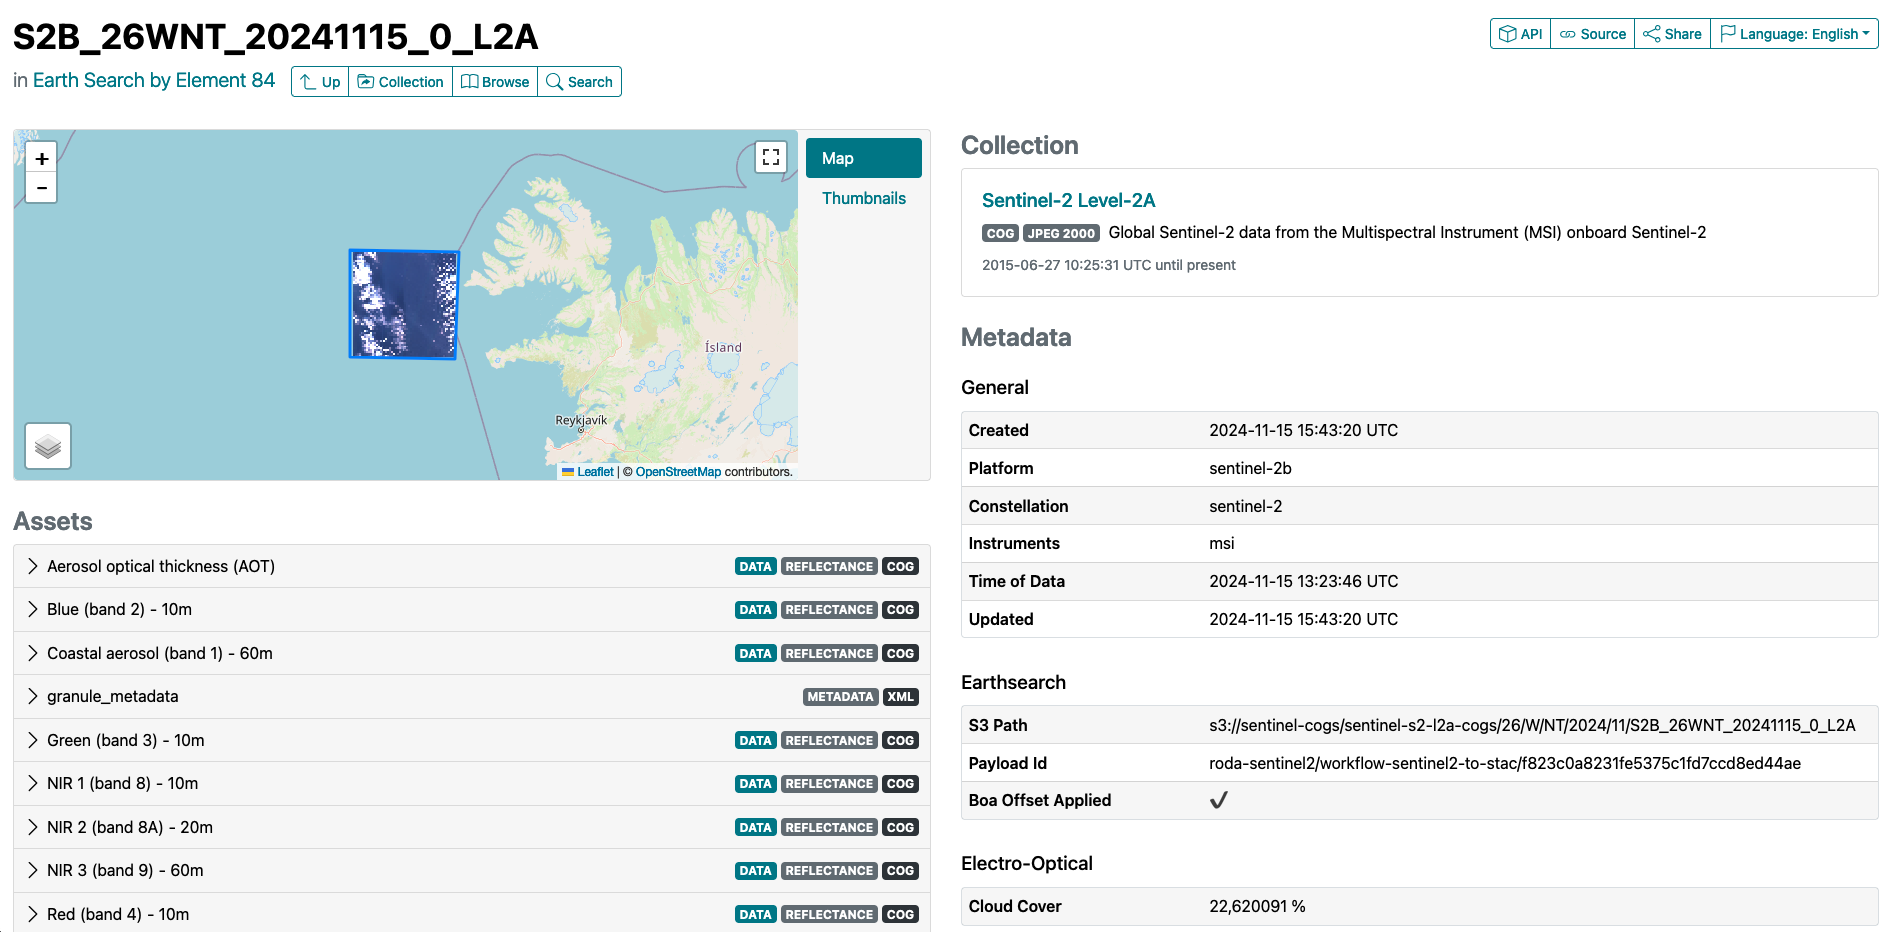 S2B_26WNT_20241115_0_L2A
API Source Share Language: English
in Earth Search by Element 84 Up Collection Browse Search
+
−
Map
Thumbnails
Ísland
Reykjavík
Leaflet | © OpenStreetMap contributors.
Assets
Aerosol optical thickness (AOT) DATA REFLECTANCE COG
Blue (band 2) - 10m DATA REFLECTANCE COG
Coastal aerosol (band 1) - 60m DATA REFLECTANCE COG
granule_metadata METADATA XML
Green (band 3) - 10m DATA REFLECTANCE COG
NIR 1 (band 8) - 10m DATA REFLECTANCE COG
NIR 2 (band 8A) - 20m DATA REFLECTANCE COG
NIR 3 (band 9) - 60m DATA REFLECTANCE COG
Red (band 4) - 10m DATA REFLECTANCE COG
Collection
Sentinel-2 Level-2A
COG JPEG 2000 Global Sentinel-2 data from the Multispectral Instrument (MSI) onboard Sentinel-2
2015-06-27 10:25:31 UTC until present
Metadata
General
Created 2024-11-15 15:43:20 UTC
Platform sentinel-2b
Constellation sentinel-2
Instruments msi
Time of Data 2024-11-15 13:23:46 UTC
Updated 2024-11-15 15:43:20 UTC
Earthsearch
S3 Path s3://sentinel-cogs/sentinel-s2-l2a-cogs/26/W/NT/2024/11/S2B_26WNT_20241115_0_L2A
Payload Id roda-sentinel2/workflow-sentinel2-to-stac/f823c0a8231fe5375c1fd7ccd8ed44ae
Boa Offset Applied ✔
Electro-Optical
Cloud Cover 22,620091 %